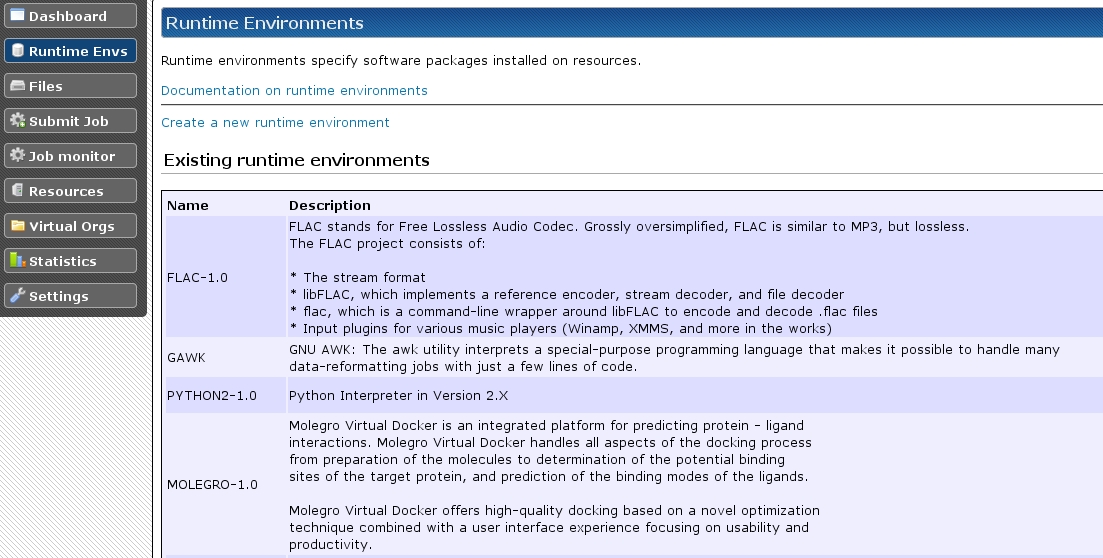 Dashboard
Runtime Envs
Files
Submit Job
Job monitor
Resources
Virtual Orgs
Statistics
Settings
Runtime Environments
Runtime environments specify software packages installed on resources.
Documentation on runtime environments
Create a new runtime environment
Existing runtime environments
Name Description
FLAC-1.0
FLAC stands for Free Lossless Audio Codec. Grossly oversimplified, FLAC is similar to MP3, but lossless.
The FLAC project consists of:
* The stream format
* libFLAC, which implements a reference encoder, stream decoder, and file decoder
* flac, which is a command-line wrapper around libFLAC to encode and decode .flac files
* Input plugins for various music players (Winamp, XMMS, and more in the works)
GAWK
GNU AWK: The awk utility interprets a special-purpose programming language that makes it possible to handle many
data-reformatting jobs with just a few lines of code.
PYTHON2-1.0 Python Interpreter in Version 2.X
MOLEGRO-1.0
Molegro Virtual Docker is an integrated platform for predicting protein - ligand
interactions. Molegro Virtual Docker handles all aspects of the docking process
from preparation of the molecules to determination of the potential binding
sites of the target protein, and prediction of the binding modes of the ligands.
Molegro Virtual Docker offers high-quality docking based on a novel optimization
technique combined with a user interface experience focusing on usability and
productivity.